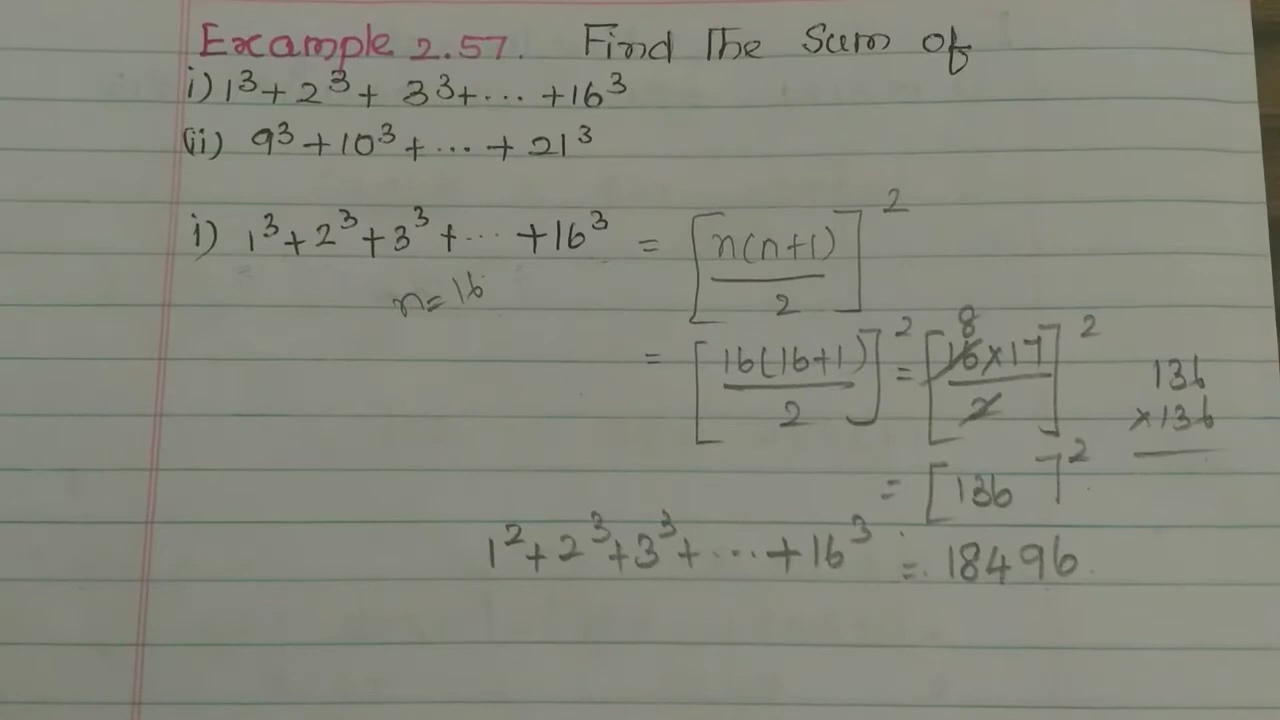 Example 2.57. Find The Sum of
i) 1³ + 2³ + 3³ + ... + 16³
(ii) 9³ + 10³ + ... + 21³
i) 1³ + 2³ + 3³ + ... + 16³ = [n(n+1)/2]²
n = 16
= [16(16+1)/2]² = [16×17/2]² 8
136
×136
= [136]²
1² + 2³ + 3³ + ... + 16³ = 18496.